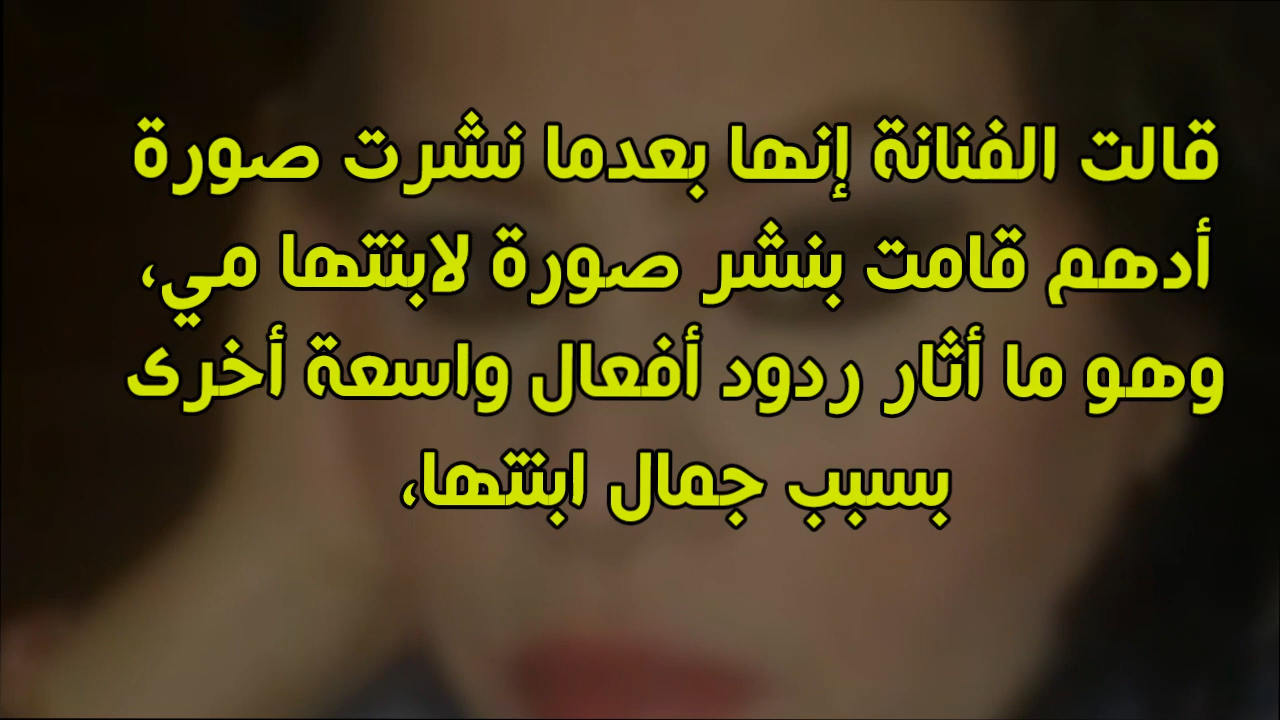 قالت الفنانة إنها بعدما نشرت صورة
أدهم قامت بنشر صورة لابنتها مي،
وهو ما أثار ردود أفعال واسعة أخرى
بسبب جمال ابنتها،